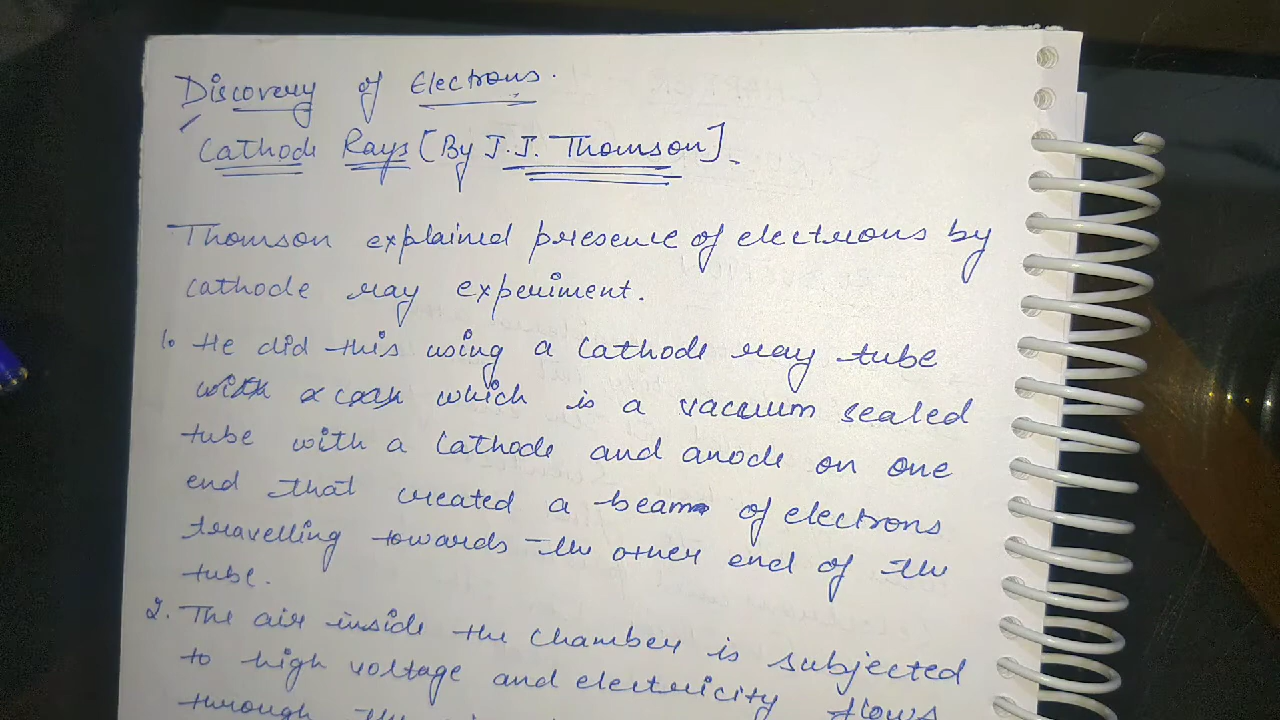 Discovery of Electrons.
Cathode Rays [By J.J. Thomson].
Thomson explained presence of electrons by
cathode ray experiment.
1. He did this using a cathode ray tube
which is a vacuum sealed
tube with a cathode and anode on one
end that created a beam of electrons
travelling towards the other end of the
tube.
2. The air inside the chamber is subjected
to high voltage and electricity flows
through the